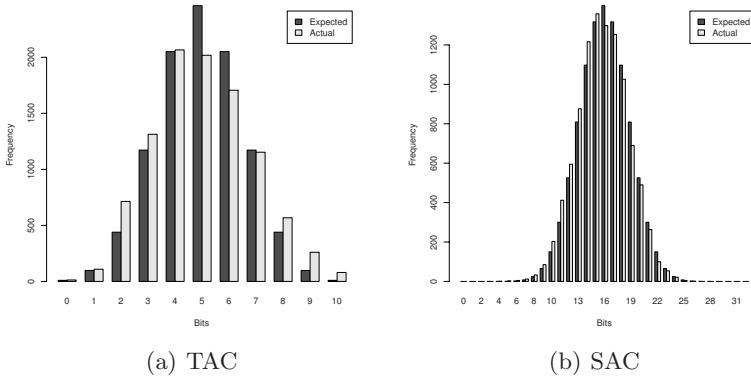 Expected
Actual
Frequency
0
500
1000
1500
2000
0 1 2 3 4 5 6 7 8 9 10
Bits
(a) TAC
Expected
Actual
Frequency
0
200
400
600
800
1000
1200
0 2 4 6 8 10 13 16 19 22 25 28 31
Bits
(b) SAC